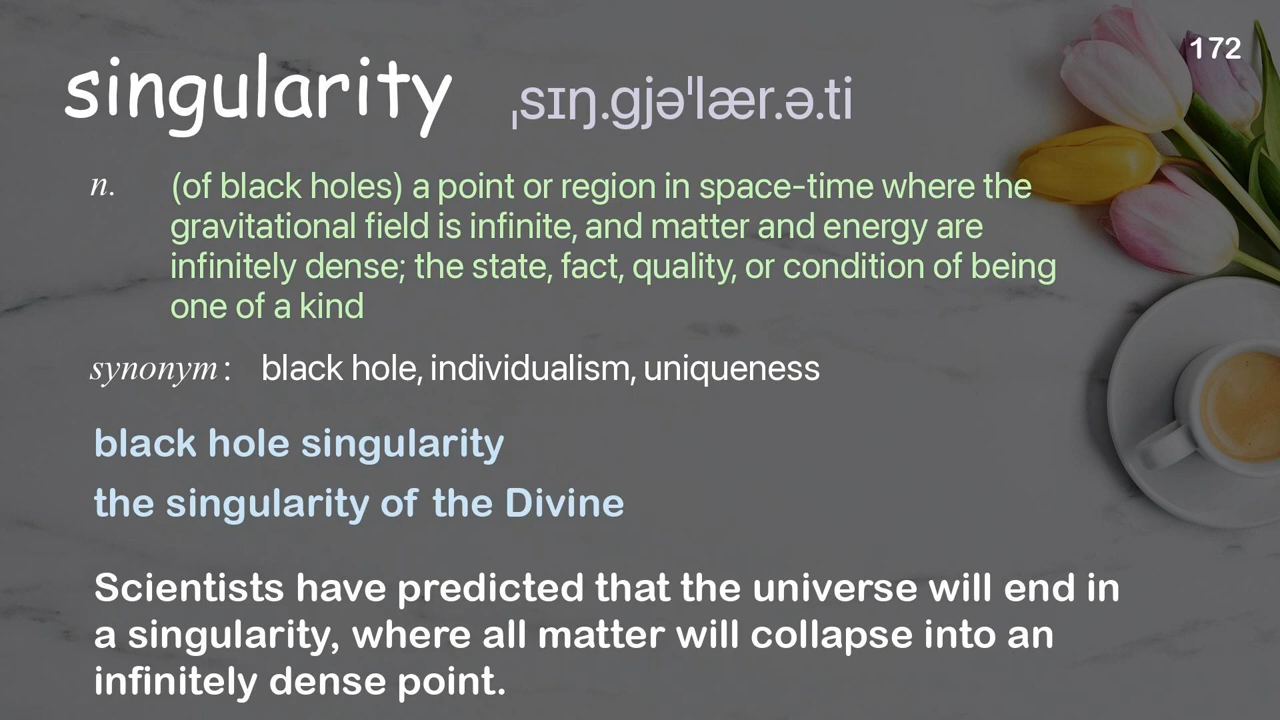 172
singularity ˌsɪŋ.gjəˈlær.ə.ti
n. (of black holes) a point or region in space-time where the
gravitational field is infinite, and matter and energy are
infinitely dense; the state, fact, quality, or condition of being
one of a kind
synonym: black hole, individualism, uniqueness
black hole singularity
the singularity of the Divine
Scientists have predicted that the universe will end in
a singularity, where all matter will collapse into an
infinitely dense point.